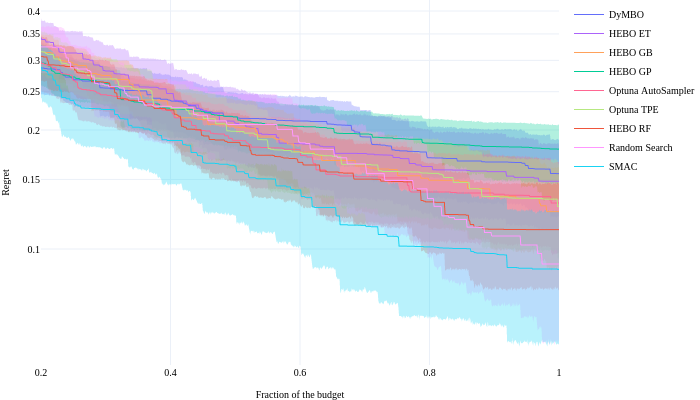 0.4
0.35
0.3
0.25
0.2
0.15
0.1
Regret
0.2
0.4
0.6
0.8
1
Fraction of the budget
DyMBO
HEBO ET
HEBO GB
HEBO GP
Optuna AutoSampler
Optuna TPE
HEBO RF
Random Search
SMAC